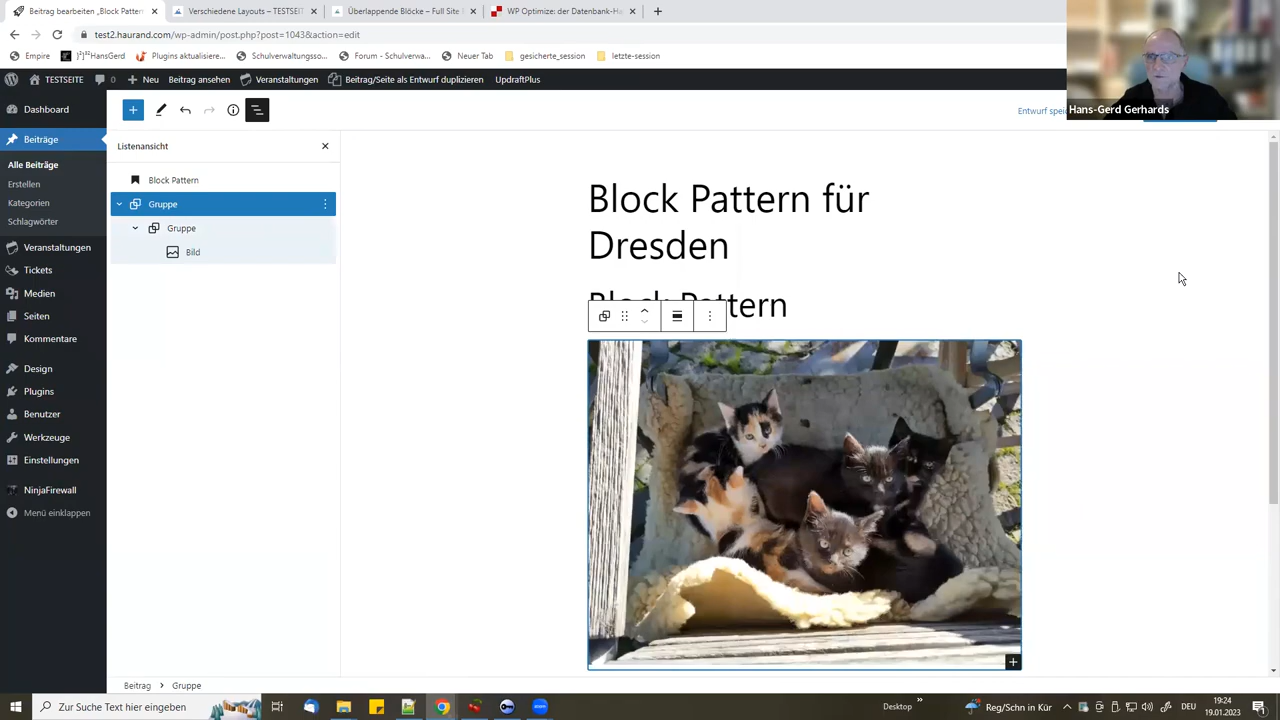 Beitrag bearbeiten „Block Pattern
Verschiedene Layouts – TESTSEIT
Überlappende Blöcke – Full Site E
WP Optimize: der Datenbank-Ha
test2.haurand.com/wp-admin/post.php?post=1043&action=edit
Empire
HansGerd
Plugins aktualisiere...
Schulverwaltungsso...
Forum - Schulverwa...
Neuer Tab
gesicherte_session
letzte-session
TESTSEITE
0
Neu
Beitrag ansehen
Veranstaltungen
Beitrag/Seite als Entwurf duplizieren
UpdraftPlus
Hans-Gerd Gerhards
Entwurf spei
Dashboard
Beiträge
Alle Beiträge
Erstellen
Kategorien
Schlagwörter
Veranstaltungen
Tickets
Medien
Seiten
Kommentare
Design
Plugins
Benutzer
Werkzeuge
Einstellungen
NinjaFirewall
Menü einklappen
Listenansicht
Block Pattern
Gruppe
Gruppe
Bild
Block Pattern für
Dresden
Block Pattern
Beitrag
Gruppe
Zur Suche Text hier eingeben
Desktop
Reg/Schn in Kür
DEU
19:24
19.01.2023
1